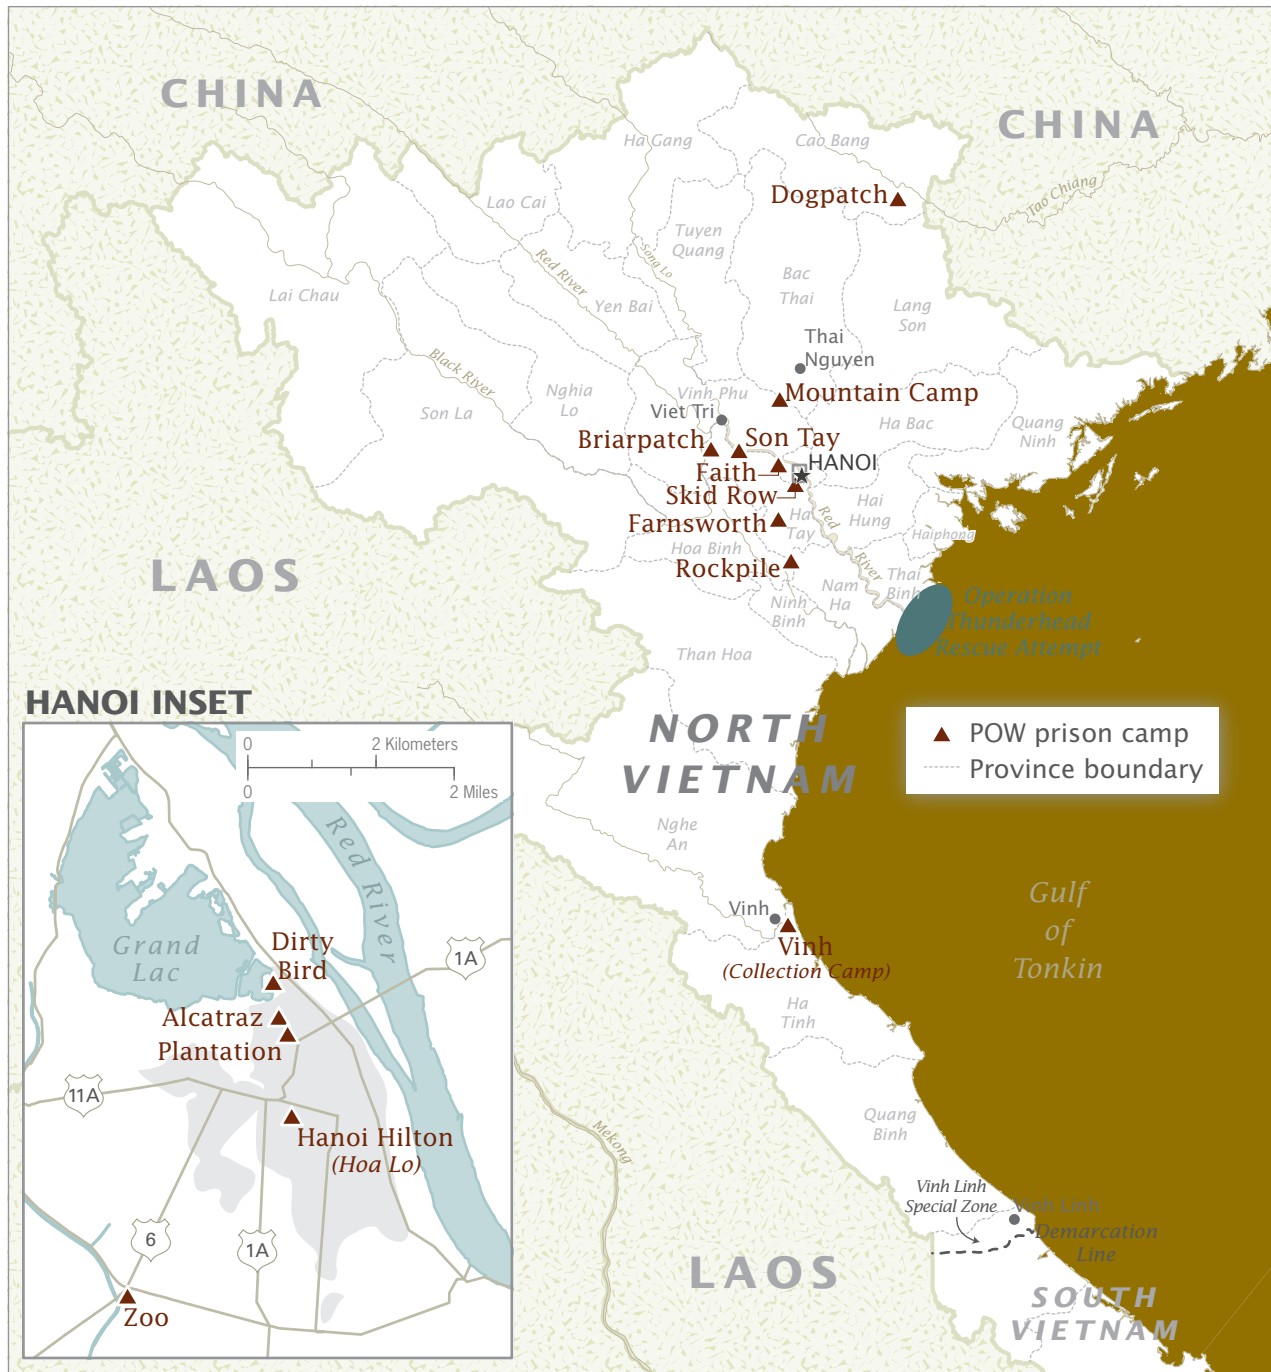 CHINA
CHINA
Ha Gang
Cao Bang
Dogpatch
Tao Chiang
Lao Cai
Tuyen
Quang
Song Lo
Red River
Bac
Thai
Lai Chau
Yen Bai
Lang
Son
Thai
Nguyen
Black River
Nghia
Lo
Vinh Phu
Mountain Camp
Son La
Viet Tri
Ha Bac
Quang
Ninh
Briarpatch
Son Tay
HANOI
Faith
Skid Row
Hai
Hung
Ha
Tay
Red
River
Farnsworth
Haiphong
Hoa Binh
LAOS
Rockpile
Thai
Binh
Nam
Ha
Ninh
Binh
Operation
Thunderhead
Rescue Attempt
Than Hoa
HANOI INSET
NORTH
VIETNAM
POW prison camp
Province boundary
0
2 Kilometers
0
2 Miles
Red River
Nghe
An
Gulf
of
Tonkin
Grand
Lac
Dirty
Bird
1A
Vinh
Vinh
(Collection Camp)
Alcatraz
Plantation
Ha
Tinh
11A
Hanoi Hilton
(Hoa Lo)
Mekong
Quang
Binh
Vinh Linh
Special Zone
Vinh Linh
Demarcation
Line
6
1A
LAOS
Zoo
SOUTH
VIETNAM